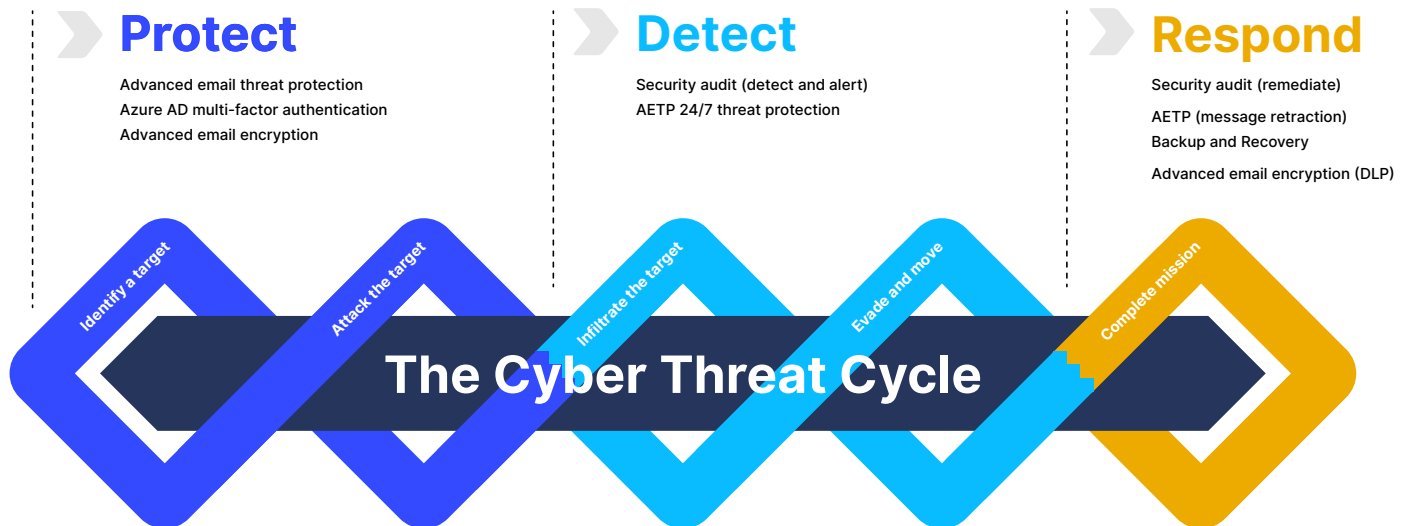 Protect
Advanced email threat protection
Azure AD multi-factor authentication
Advanced email encryption
Detect
Security audit (detect and alert)
AETP 24/7 threat protection
Respond
Security audit (remediate)
AETP (message retraction)
Backup and Recovery
Advanced email encryption (DLP)
Identify a target
Attack the target
Infiltrate the target
Evade and move
Complete mission
The Cyber Threat Cycle